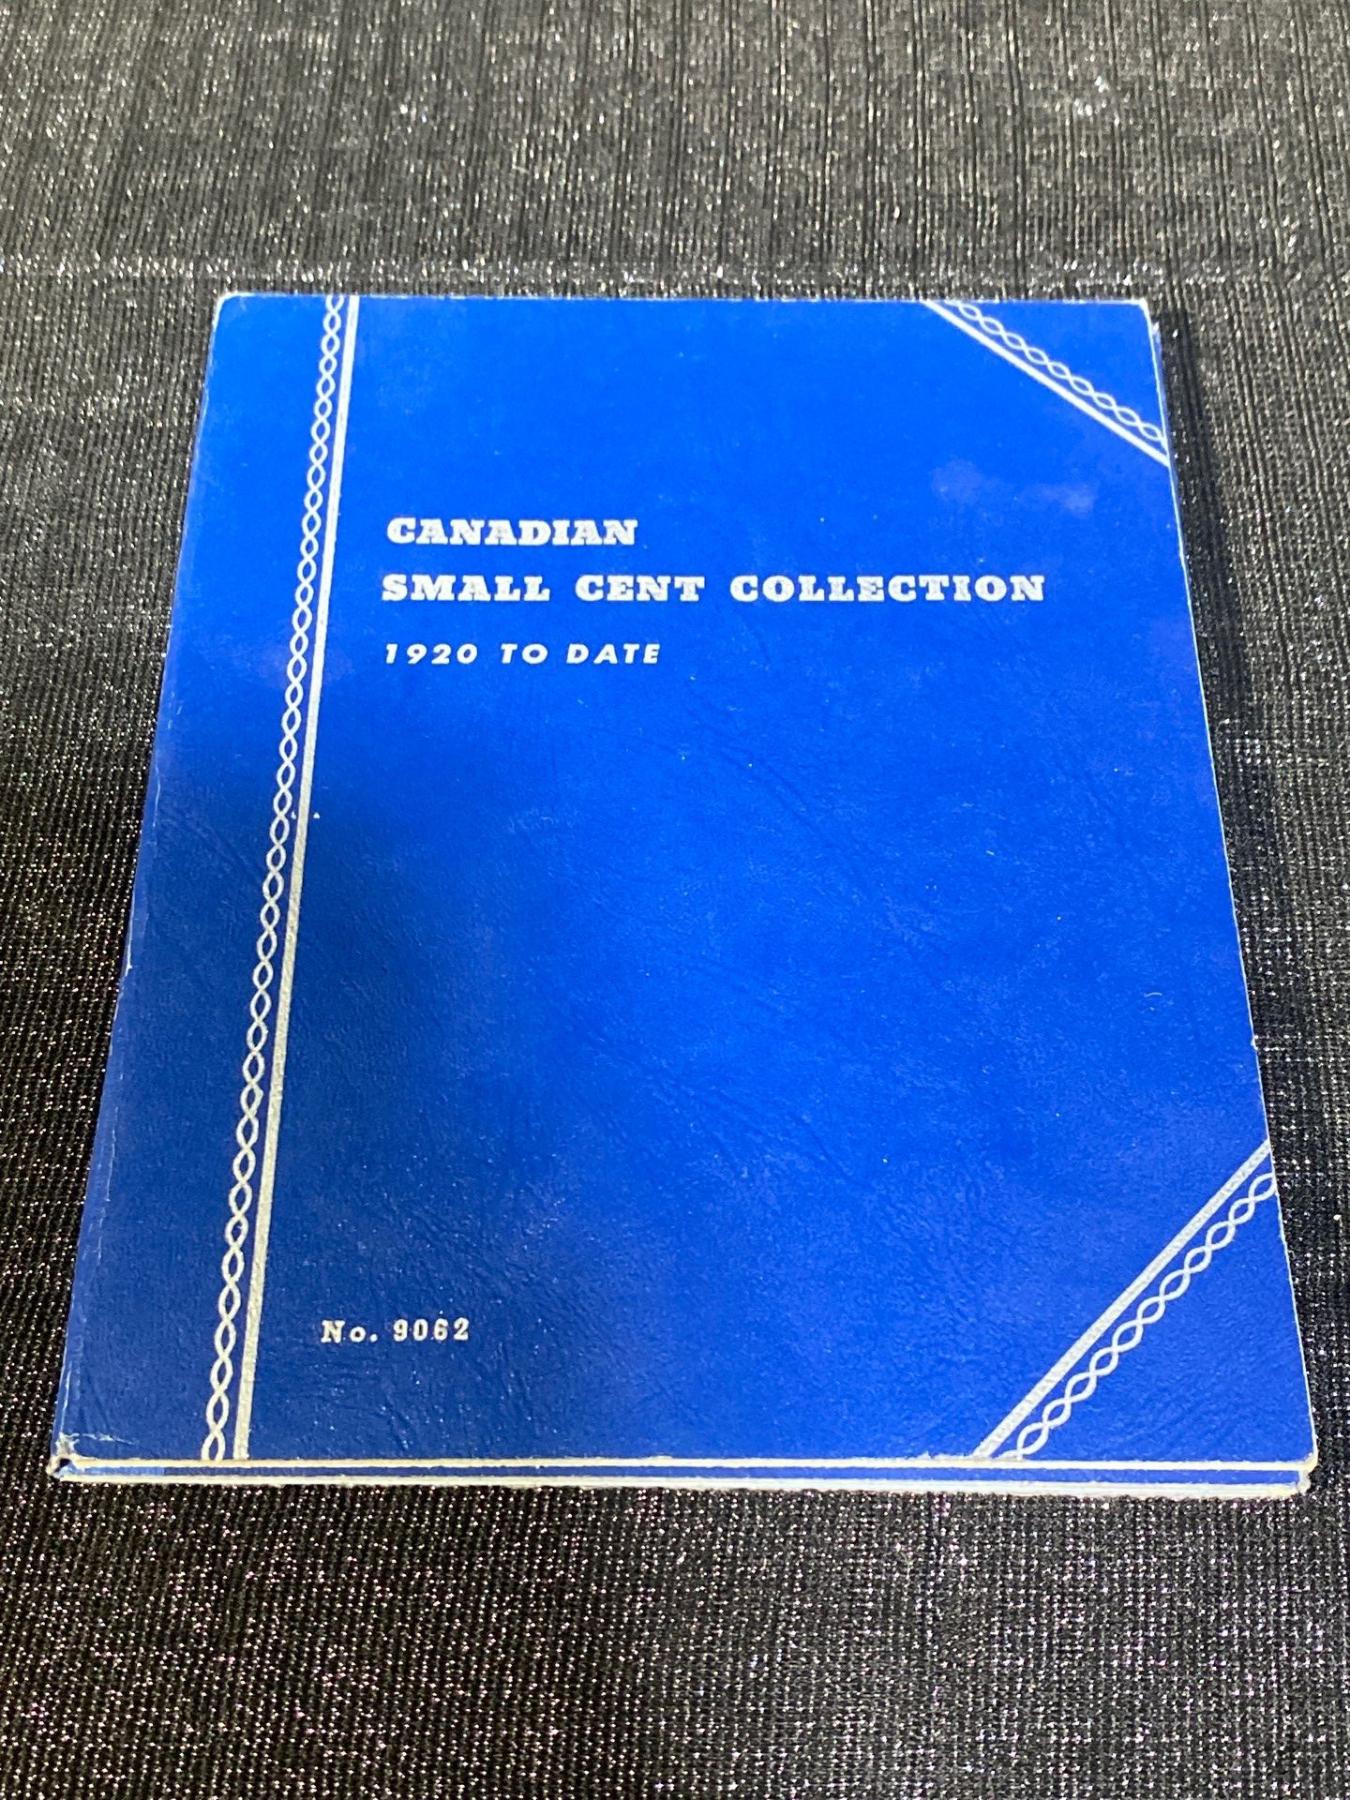 CANADIAN
SMALL CENT COLLECTION
1920 TO DATE
No. 9062